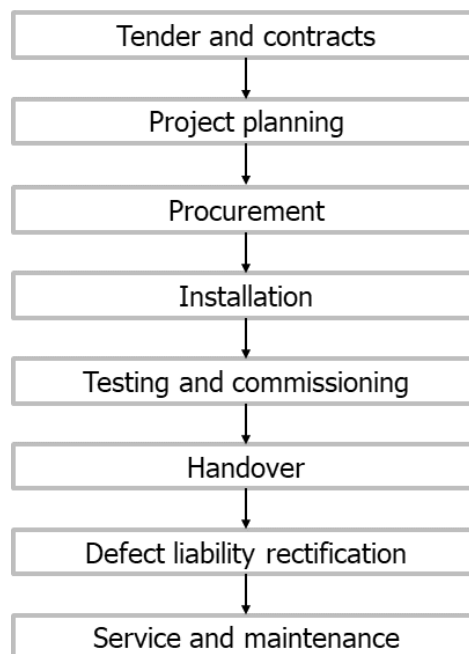 Tender and contracts
Project planning
Procurement
Installation
Testing and commissioning
Handover
Defect liability rectification
Service and maintenance